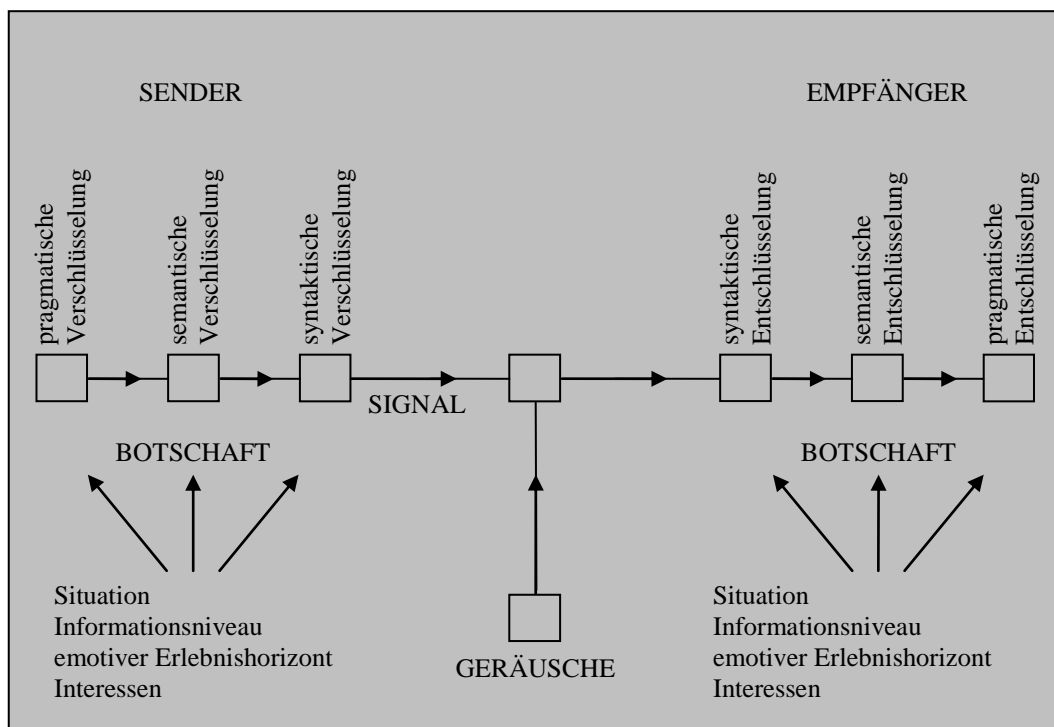 SENDER
EMPFÄNGER
pragmatische
Verschlüsselung
semantische
Verschlüsselung
syntaktische
Verschlüsselung
syntaktische
Entschlüsselung
semantische
Entschlüsselung
pragmatische
Entschlüsselung
SIGNAL
BOTSCHAFT
BOTSCHAFT
Situation
Informationsniveau
emotiver Erlebnishorizont
Interessen
GERÄUSCHE
Situation
Informationsniveau
emotiver Erlebnishorizont
Interessen